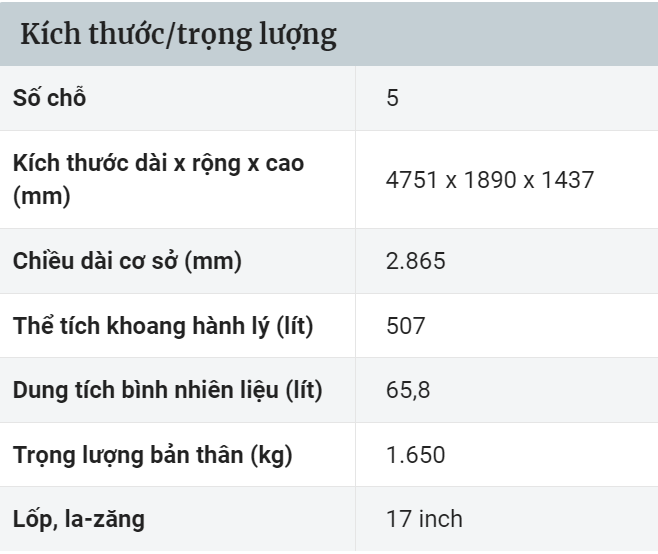 Kích thước/trọng lượng
Số chỗ
5
Kích thước dài x rộng x cao
(mm)
4751 x 1890 x 1437
Chiều dài cơ sở (mm)
2.865
Thể tích khoang hành lý (lít)
507
Dung tích bình nhiên liệu (lít)
65,8
Trọng lượng bản thân (kg)
1.650
Lốp, la-zăng
17 inch